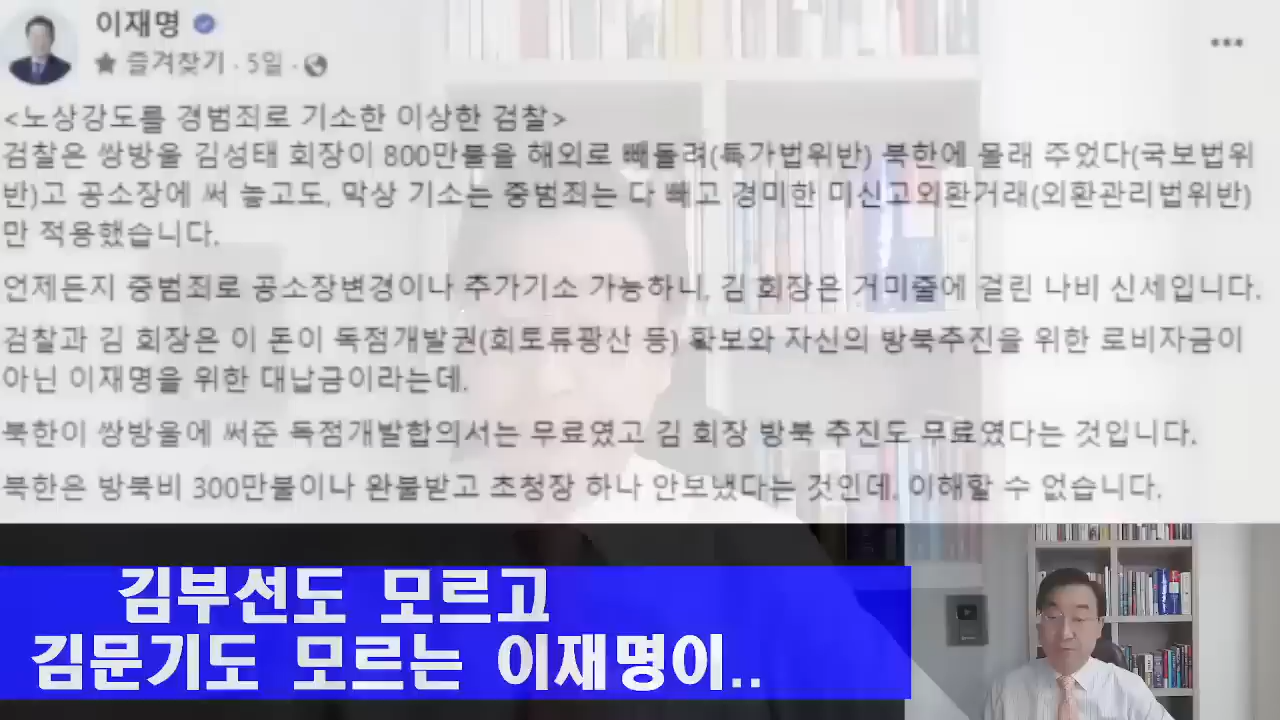 이재명
즐겨찾기 · 5일 ·
<노상강도를 경범죄로 기소한 이상한 검찰>
검찰은 쌍방울 김성태 회장이 800만불을 해외로 빼돌려(특가법위반) 북한에 몰래 주었다(국보법위
반)고 공소장에 써 놓고도, 막상 기소는 중범죄는 다 빼고 경미한 미신고외환거래(외환관리법위반)
만 적용했습니다.
언제든지 중범죄로 공소장변경이나 추가기소 가능하니, 김 회장은 거미줄에 걸린 나비 신세입니다.
검찰과 김 회장은 이 돈이 독점개발권(희토류광산 등) 확보와 자신의 방북추진을 위한 로비자금이
아닌 이재명을 위한 대납금이라는데.
북한이 쌍방울에 써준 독점개발합의서는 무료였고 김 회장 방북 추진도 무료였다는 것입니다.
북한은 방북비 300만불이나 완불받고 초청장 하나 안보냈다는 것인데, 이해할 수 없습니다.
김부선도 모르고
김문기도 모르는 이재명이..